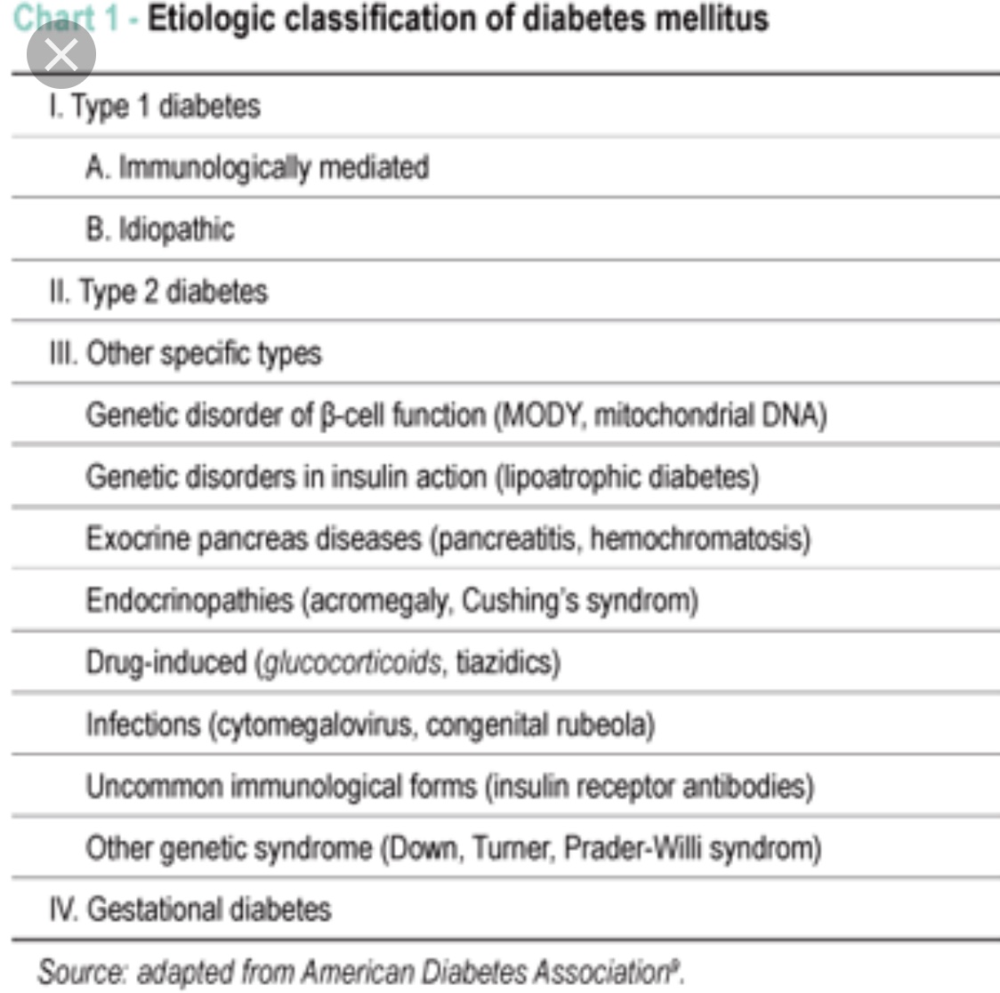 Chart 1 - Etiologic classification of diabetes mellitus
I. Type 1 diabetes
A. Immunologically mediated
B. Idiopathic
II. Type 2 diabetes
III. Other specific types
Genetic disorder of β-cell function (MODY, mitochondrial DNA)
Genetic disorders in insulin action (lipoatrophic diabetes)
Exocrine pancreas diseases (pancreatitis, hemochromatosis)
Endocrinopathies (acromegaly, Cushing's syndrom)
Drug-induced (glucocorticoids, tiazidics)
Infections (cytomegalovirus, congenital rubeola)
Uncommon immunological forms (insulin receptor antibodies)
Other genetic syndrome (Down, Turner, Prader-Willi syndrom)
IV. Gestational diabetes
Source: adapted from American Diabetes Association⁹.